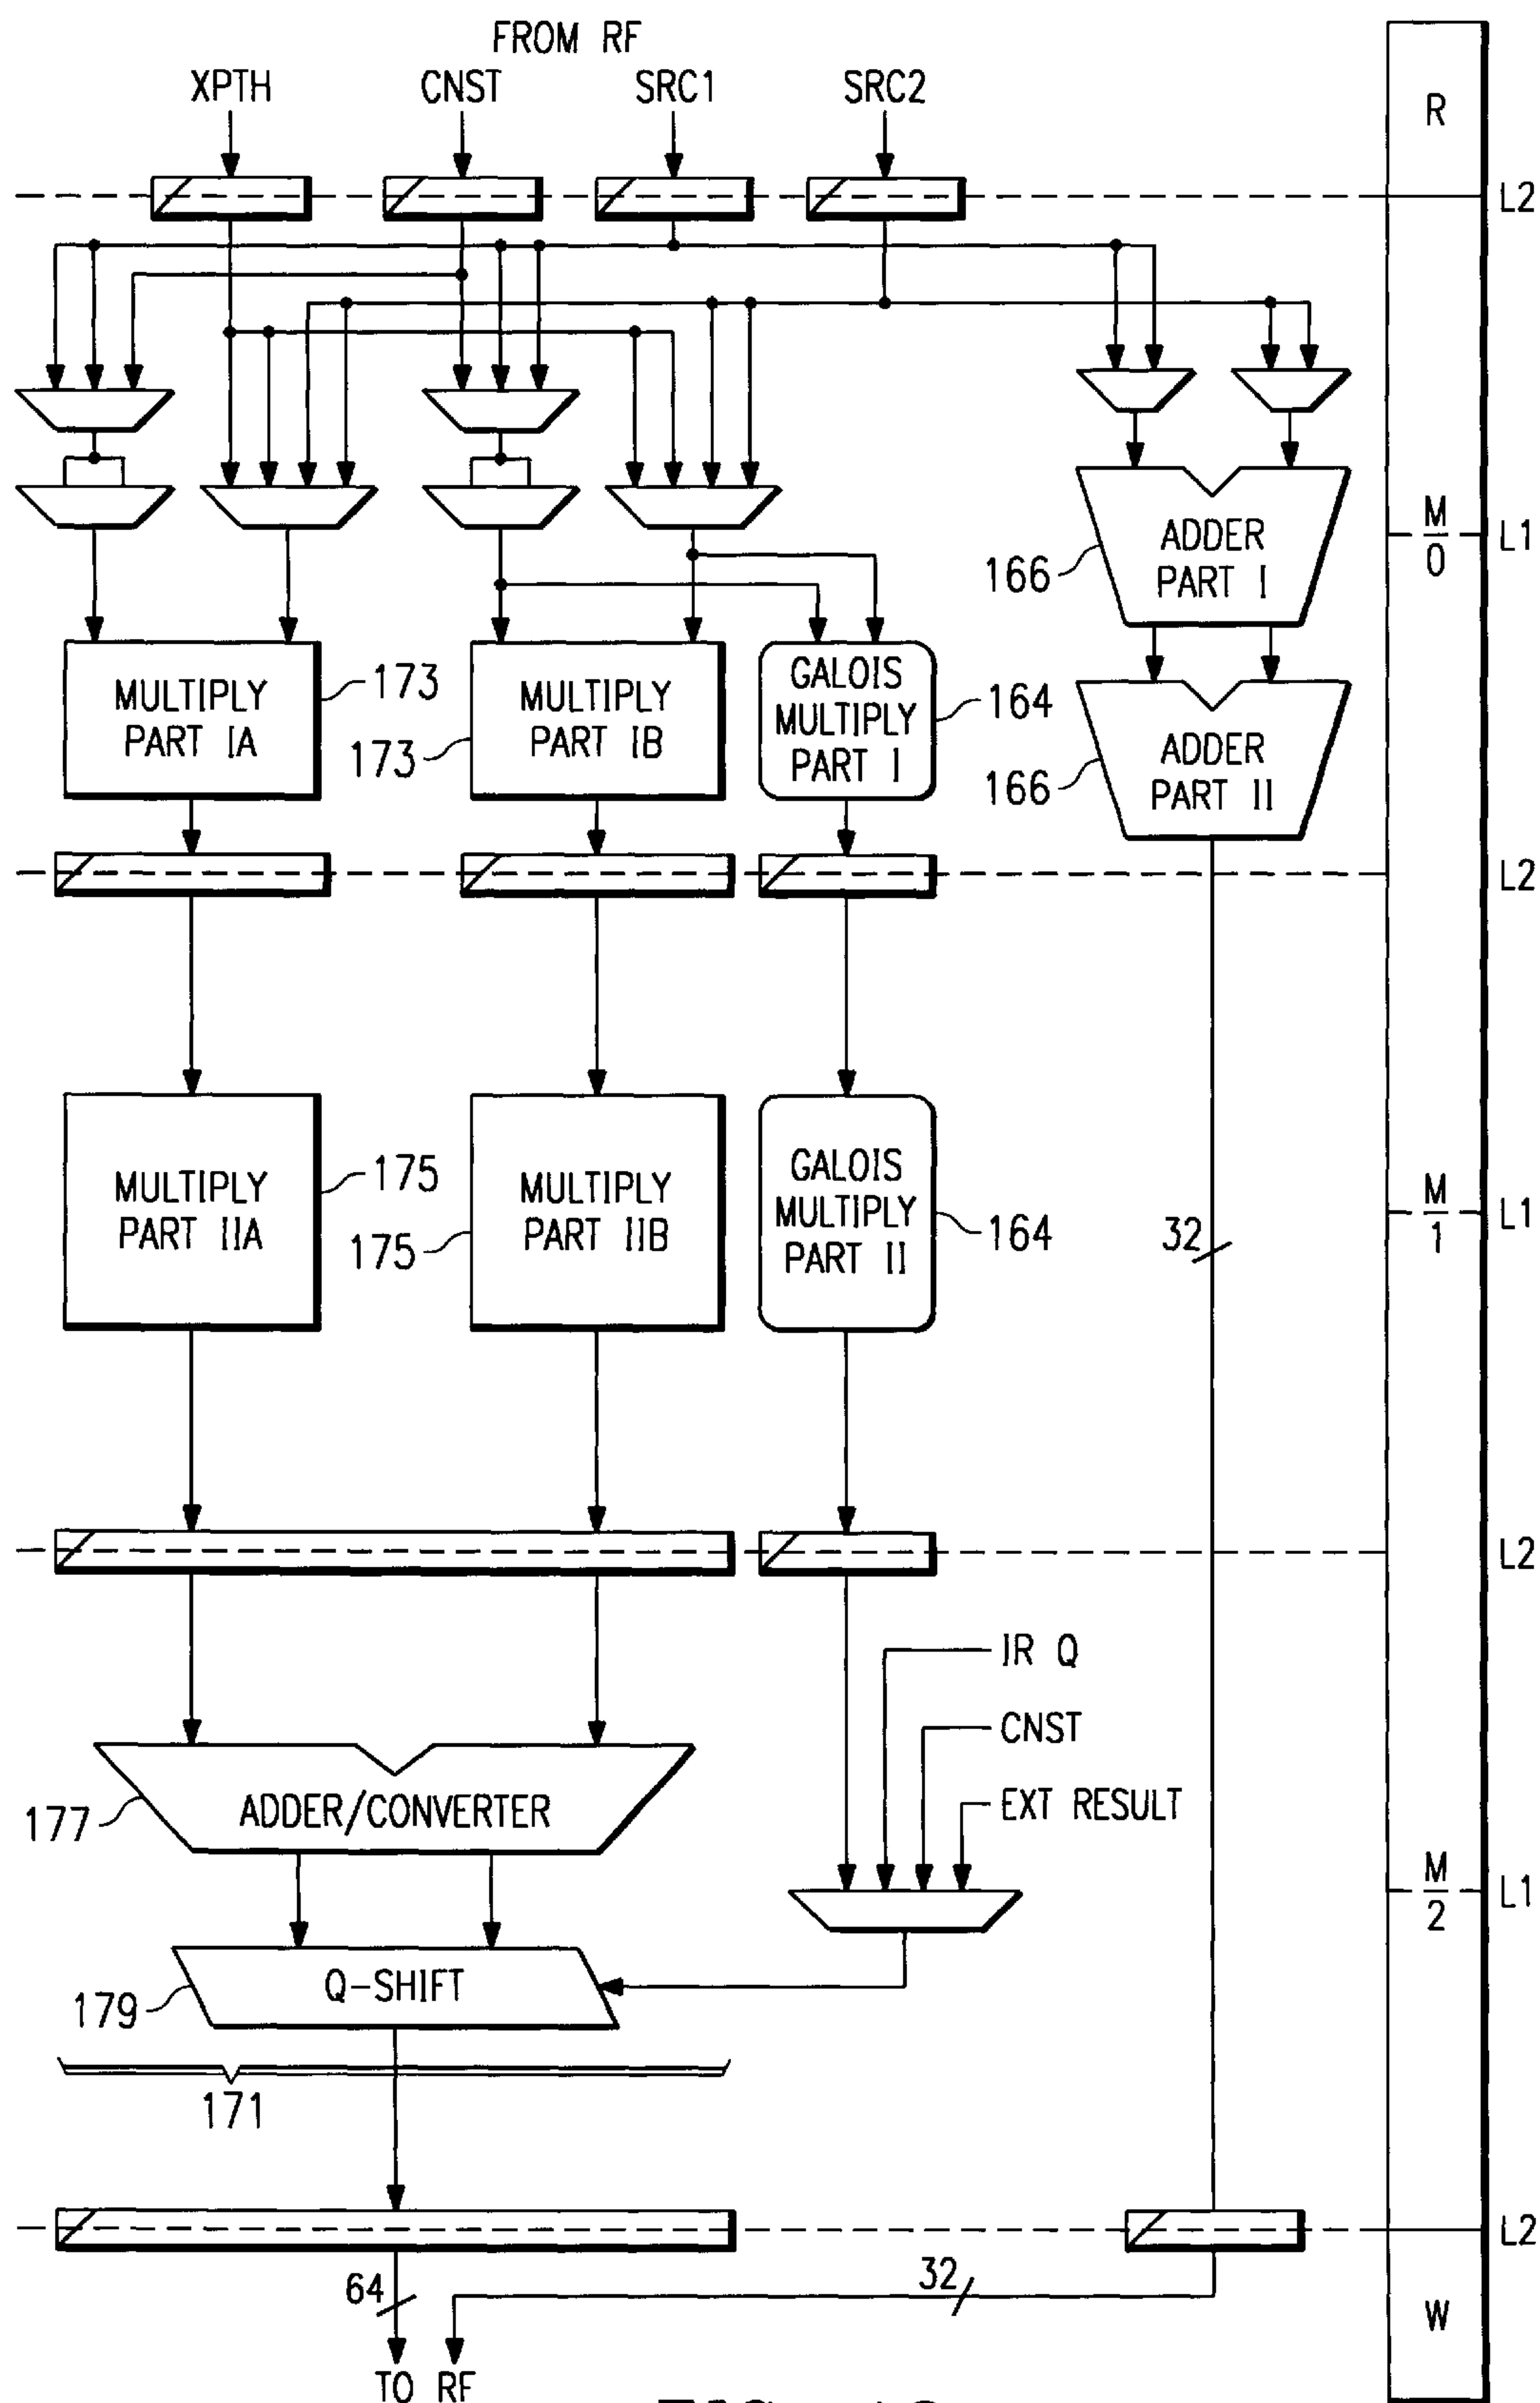 FROM RF
XPTH
CNST
SRC1
SRC2
R
L2
M
0
L1
ADDER
PART I
166
MULTIPLY
PART IA
173
MULTIPLY
PART IB
173
GALOIS
MULTIPLY
PART I
164
ADDER
PART II
166
L2
MULTIPLY
PART IIA
175
MULTIPLY
PART IIB
175
GALOIS
MULTIPLY
PART II
164
32
M
1
L1
L2
IR Q
CNST
EXT RESULT
ADDER/CONVERTER
177
M
2
L1
Q-SHIFT
179
171
L2
64
32
W
TO RF